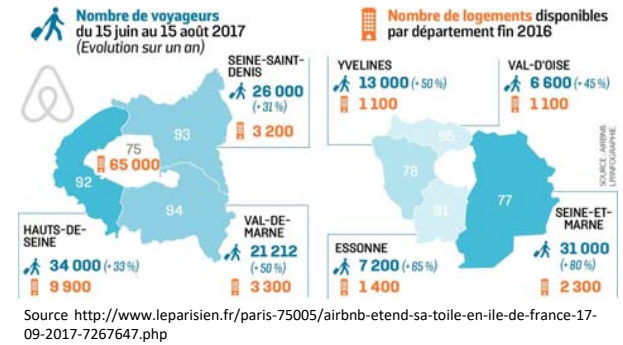 Nombre de voyageurs
du 15 juin au 15 août 2017
(Evolution sur un an)
Nombre de logements disponibles
par département fin 2016
SEINE-SAINT-
DENIS
26 000
(+ 31 %)
3 200
93
75
65 000
92
94
HAUTS-DE-
SEINE
34 000 (+ 33 %)
9 900
VAL-DE-
MARNE
21 212
(+ 50 %)
3 300
YVELINES
13 000 (+ 50 %)
1 100
VAL-D'OISE
6 600 (+ 45 %)
1 100
95
78
91
77
ESSONNE
7 200 (+ 65 %)
1 400
SEINE-ET-
MARNE
31 000
(+ 80 %)
2 300
SOURCE : AIRBNB
LP/INFOGRAPHIE
Source http://www.leparisien.fr/paris-75005/airbnb-etend-sa-toile-en-ile-de-france-17-
09-2017-7267647.php